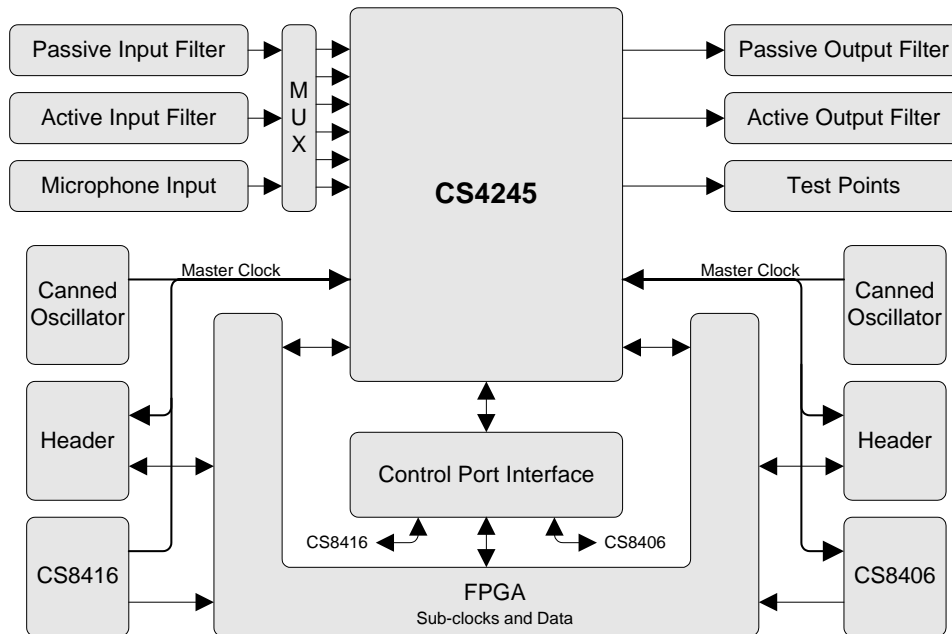 Passive Input Filter
Active Input Filter
Microphone Input
M
U
X
CS4245
Passive Output Filter
Active Output Filter
Test Points
Canned
Oscillator
Master Clock
Master Clock
Canned
Oscillator
Header
Control Port Interface
Header
CS8416
CS8416
CS8406
CS8406
FPGA
Sub-clocks and Data